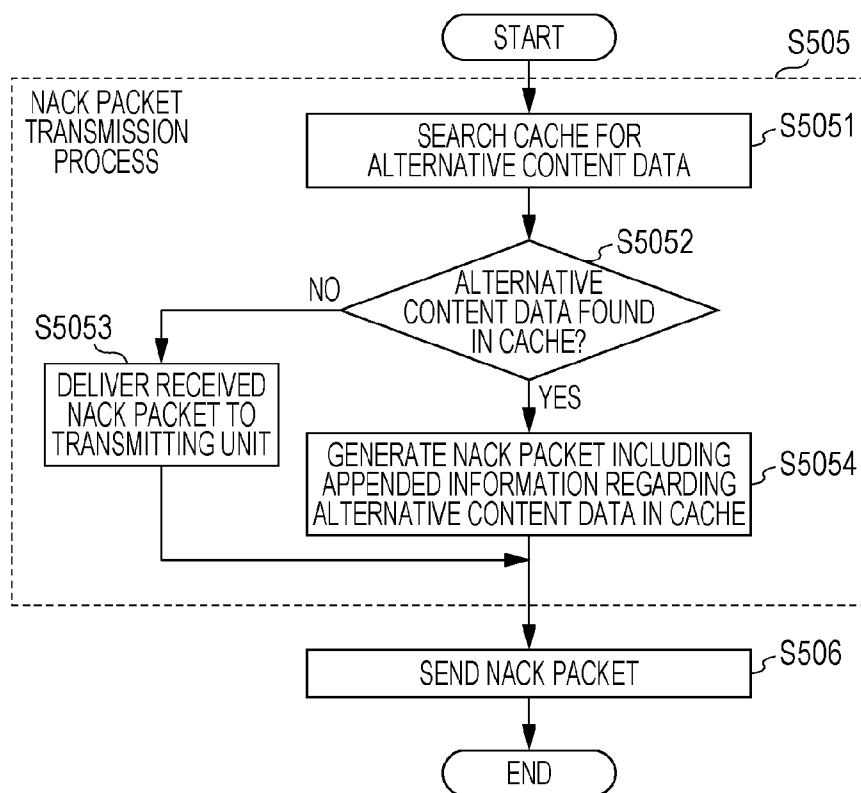 START
S505
NACK PACKET
TRANSMISSION
PROCESS
SEARCH CACHE FOR
ALTERNATIVE CONTENT DATA
S5051
S5052
ALTERNATIVE
CONTENT DATA FOUND
IN CACHE?
NO
S5053
DELIVER RECEIVED
NACK PACKET TO
TRANSMITTING UNIT
YES
GENERATE NACK PACKET INCLUDING
APPENDED INFORMATION REGARDING
ALTERNATIVE CONTENT DATA IN CACHE
S5054
SEND NACK PACKET
S506
END